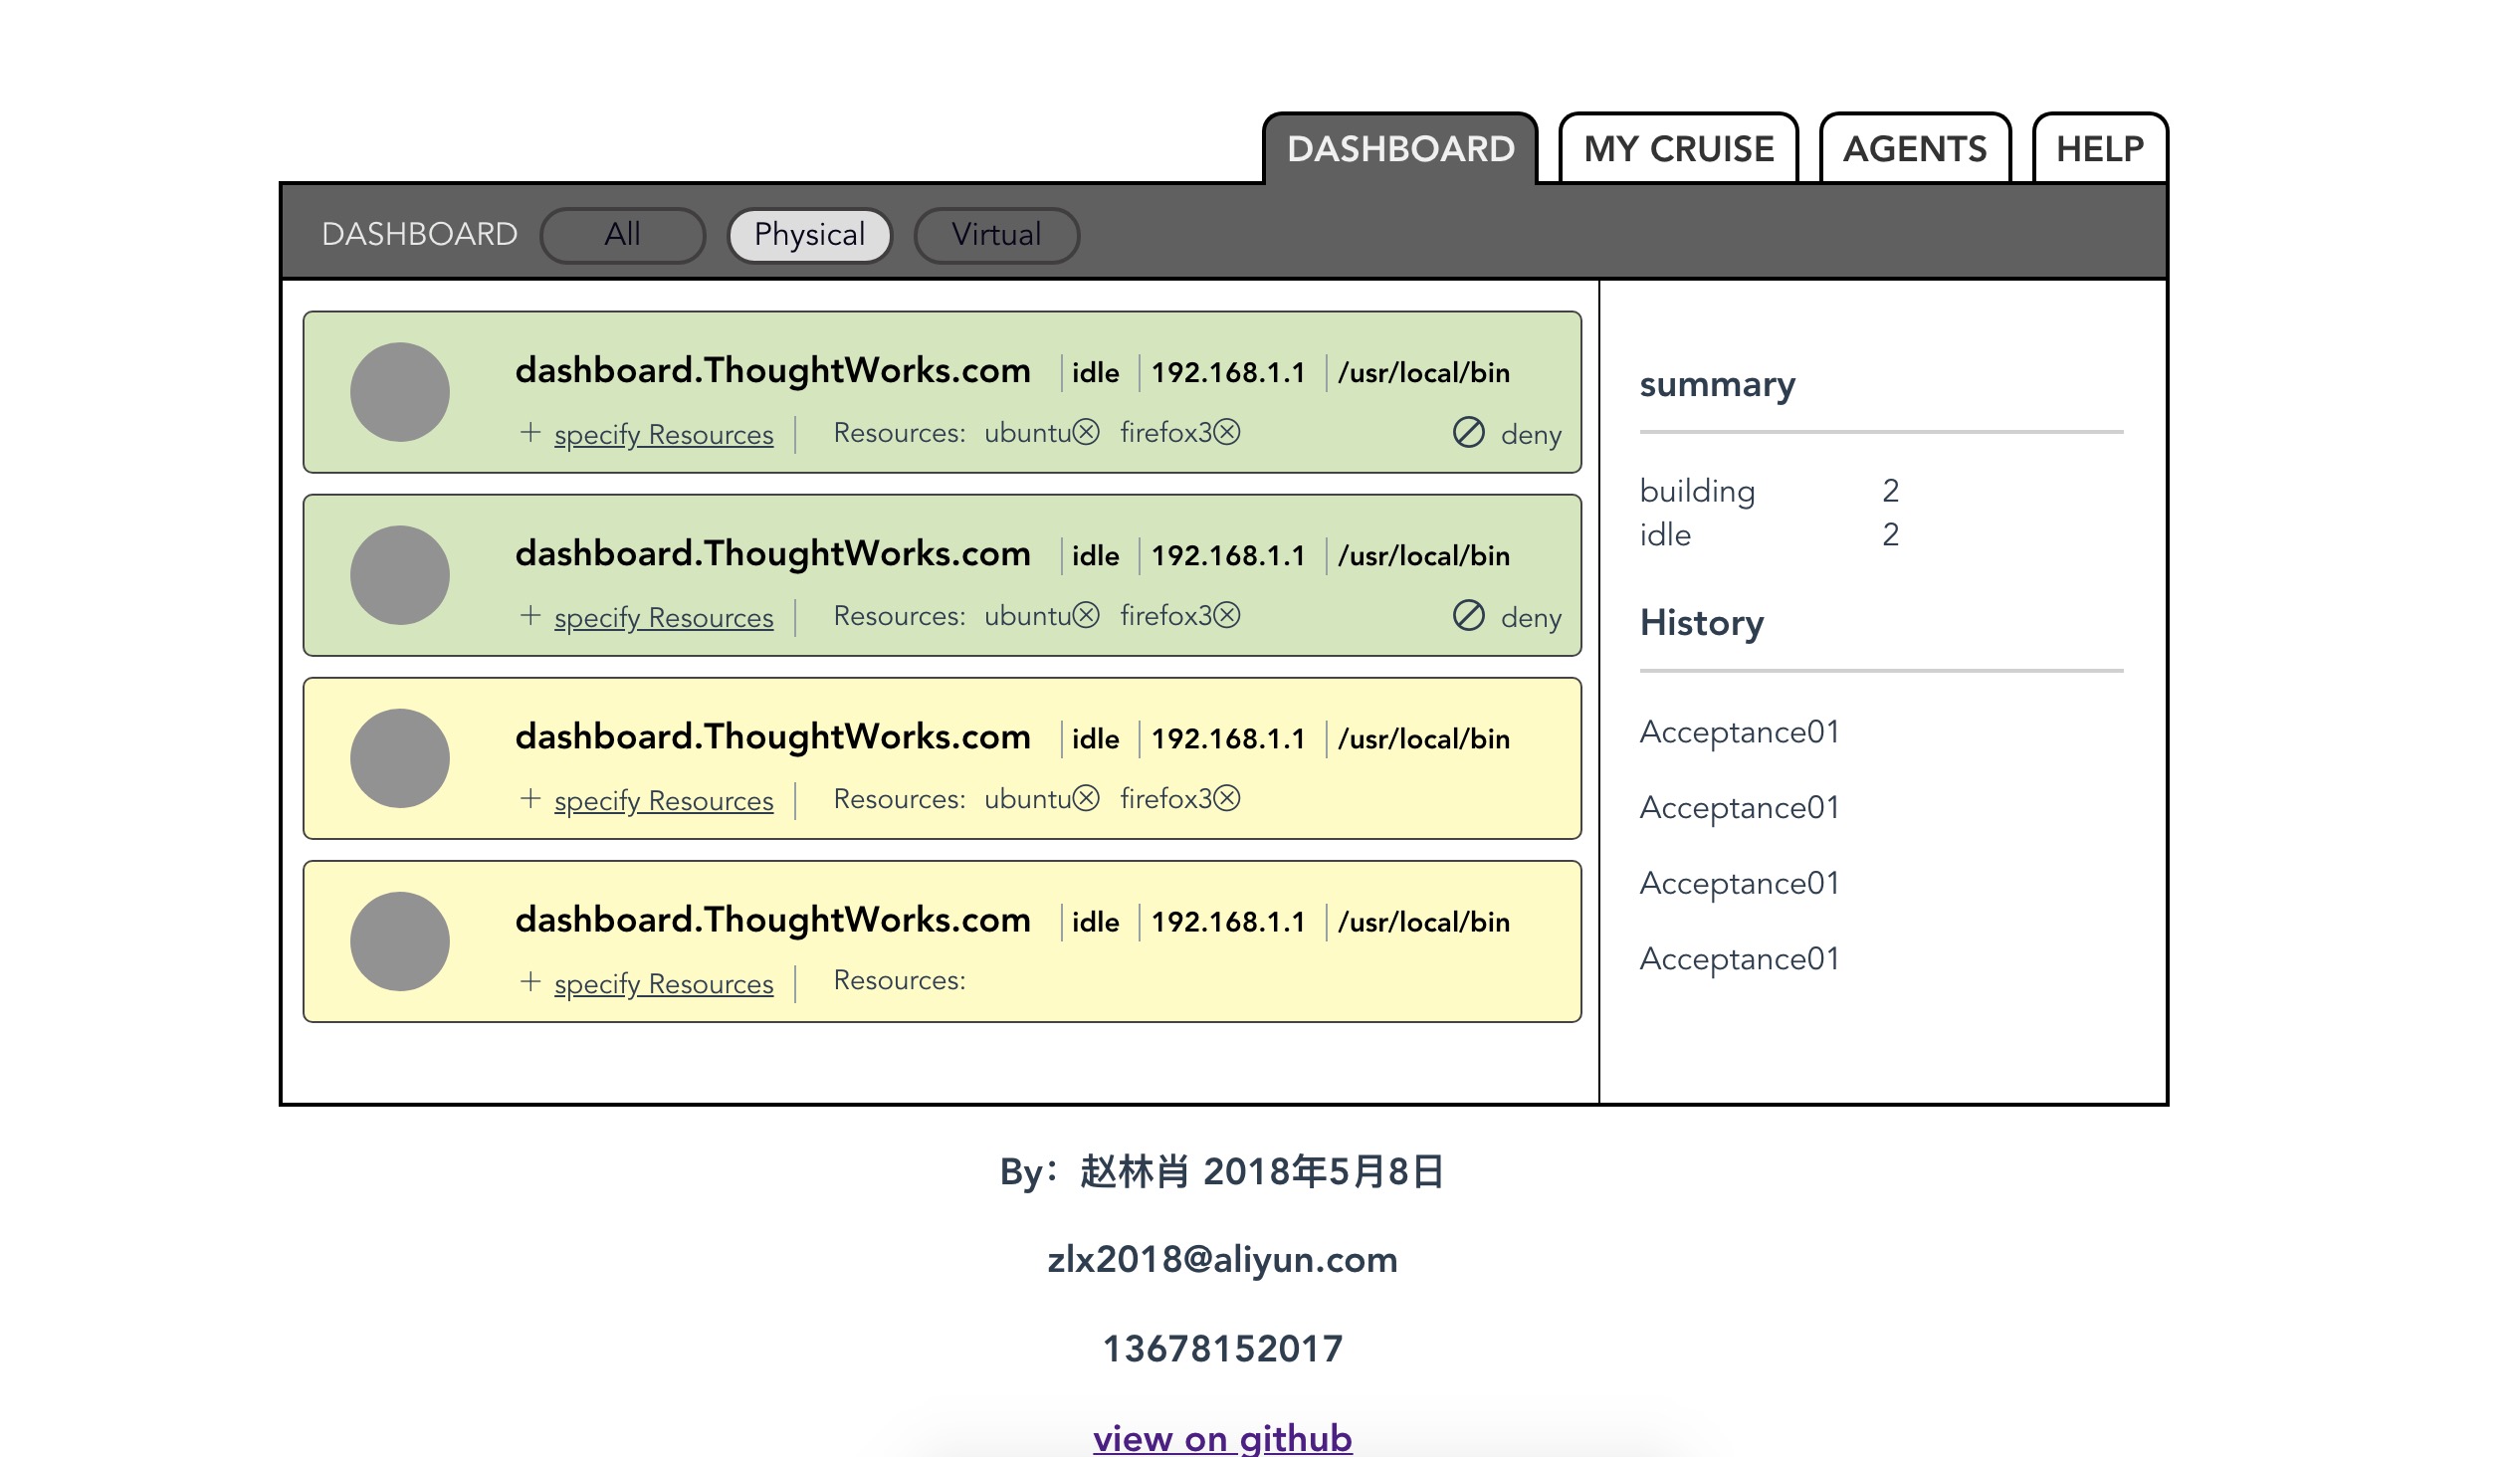 DASHBOARD MY CRUISE AGENTS HELP
DASHBOARD All Physical Virtual
dashboard.ThoughtWorks.com idle 192.168.1.1 /usr/local/bin
+ specify Resources Resources: ubuntu firefox3 deny
dashboard.ThoughtWorks.com idle 192.168.1.1 /usr/local/bin
+ specify Resources Resources: ubuntu firefox3 deny
dashboard.ThoughtWorks.com idle 192.168.1.1 /usr/local/bin
+ specify Resources Resources: ubuntu firefox3
dashboard.ThoughtWorks.com idle 192.168.1.1 /usr/local/bin
+ specify Resources Resources:
summary
building 2
idle 2
History
Acceptance01
Acceptance01
Acceptance01
Acceptance01
By：赵林肖 2018年5月8日
zlx2018@aliyun.com
13678152017
view on github